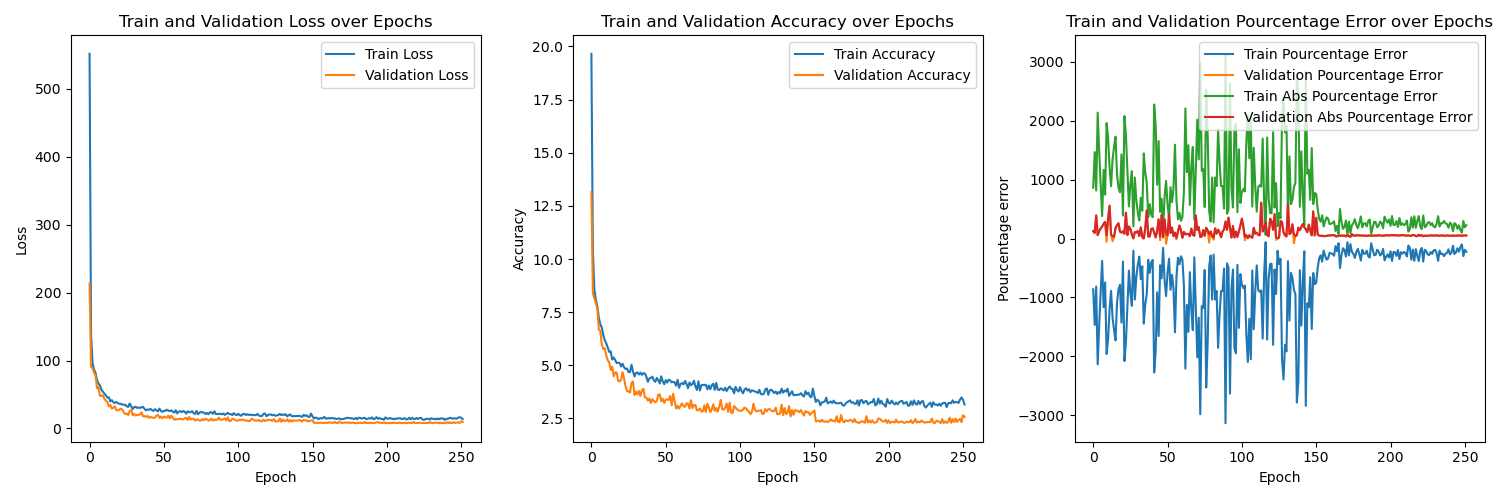 Train and Validation Loss over Epochs
Train Loss
Validation Loss
500
400
300
200
100
0
Loss
0 50 100 150 200 250
Epoch
Train and Validation Accuracy over Epochs
Train Accuracy
Validation Accuracy
20.0
17.5
15.0
12.5
10.0
7.5
5.0
2.5
Accuracy
0 50 100 150 200 250
Epoch
Train and Validation Pourcentage Error over Epochs
Train Pourcentage Error
Validation Pourcentage Error
Train Abs Pourcentage Error
Validation Abs Pourcentage Error
3000
2000
1000
0
−1000
−2000
−3000
Pourcentage error
0 50 100 150 200 250
Epoch